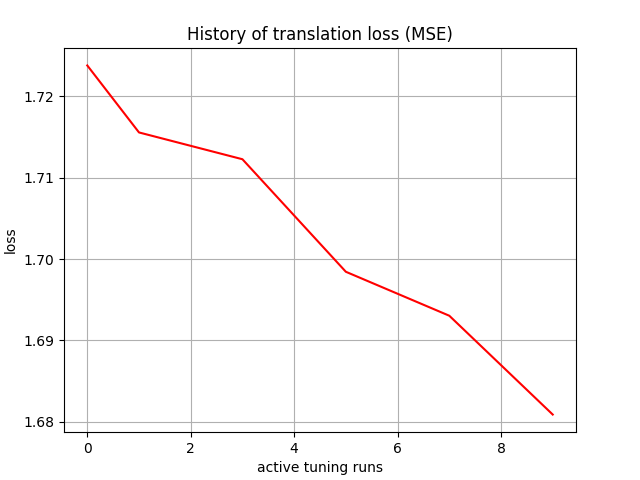 History of translation loss (MSE)
1.72
1.71
1.70
1.69
1.68
loss
0 2 4 6 8
active tuning runs